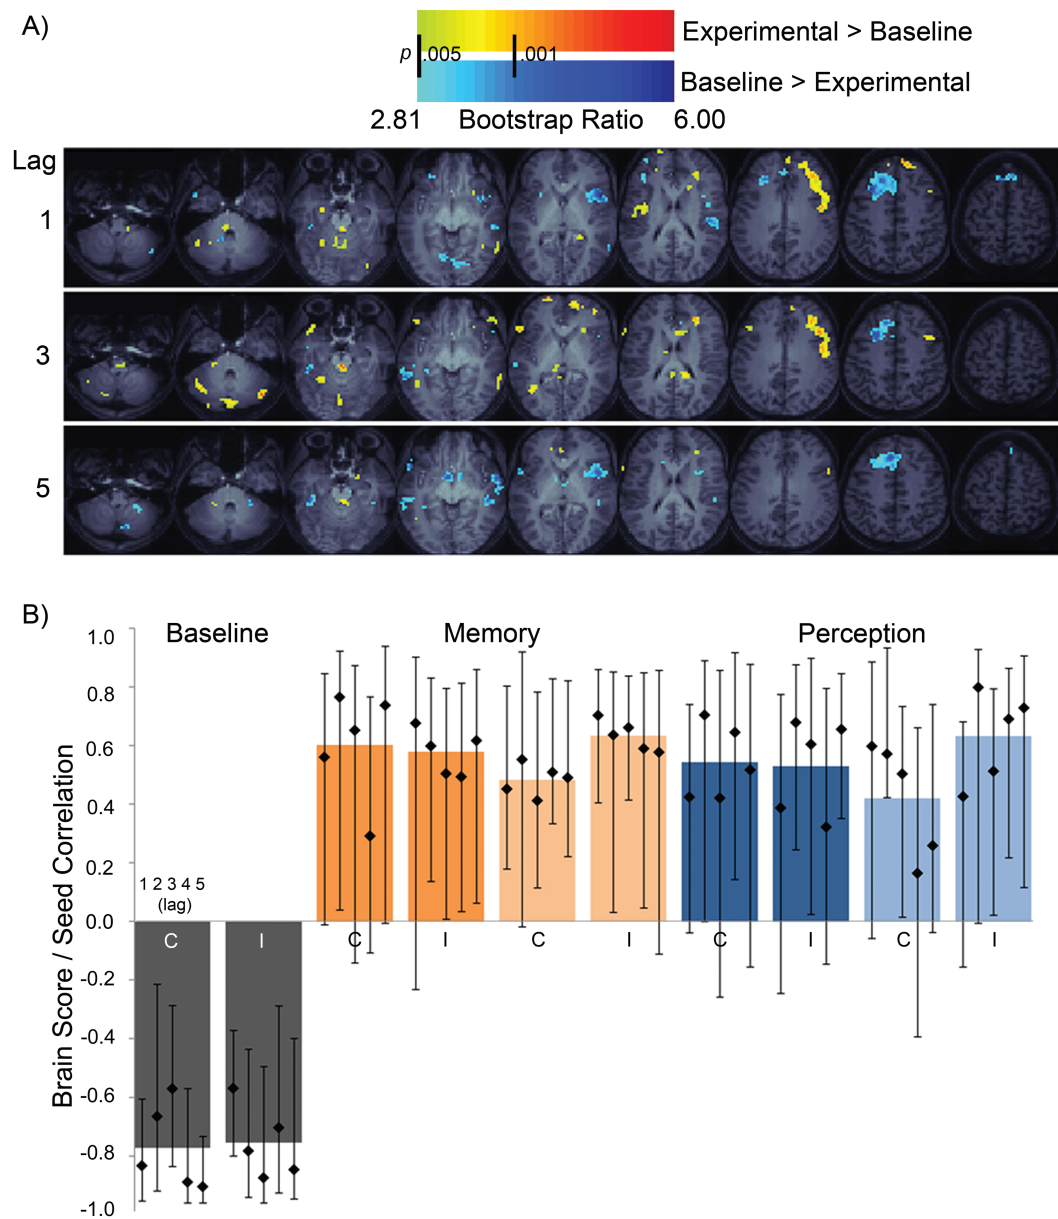 A)
Experimental > Baseline
p .005 .001
Baseline > Experimental
2.81 Bootstrap Ratio 6.00
Lag
1
3
5
B)
Baseline Memory Perception
Brain Score / Seed Correlation
1.0
0.8
0.6
0.4
0.2
0.0
-0.2
-0.4
-0.6
-0.8
-1.0
1 2 3 4 5
(lag)
C I C I C I C I C I